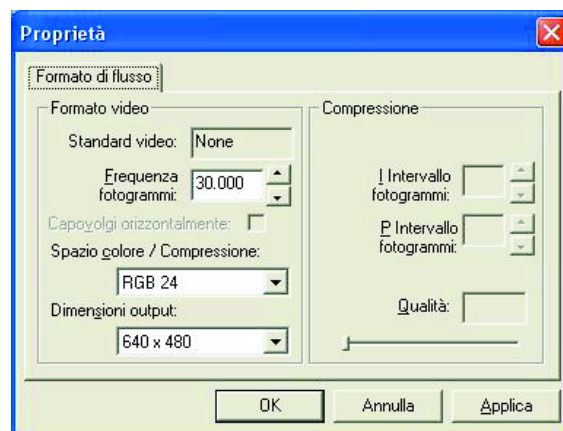 Proprietà
Formato di flusso
Formato video
Standard video: None
Frequenza
fotogrammi: 30.000
Capovolgi orizzontalmente:
Spazio colore / Compressione:
RGB 24
Dimensioni output:
640 x 480
Compressione
I Intervallo
fotogrammi:
P Intervallo
fotogrammi:
Qualità:
OK
Annulla
Applica